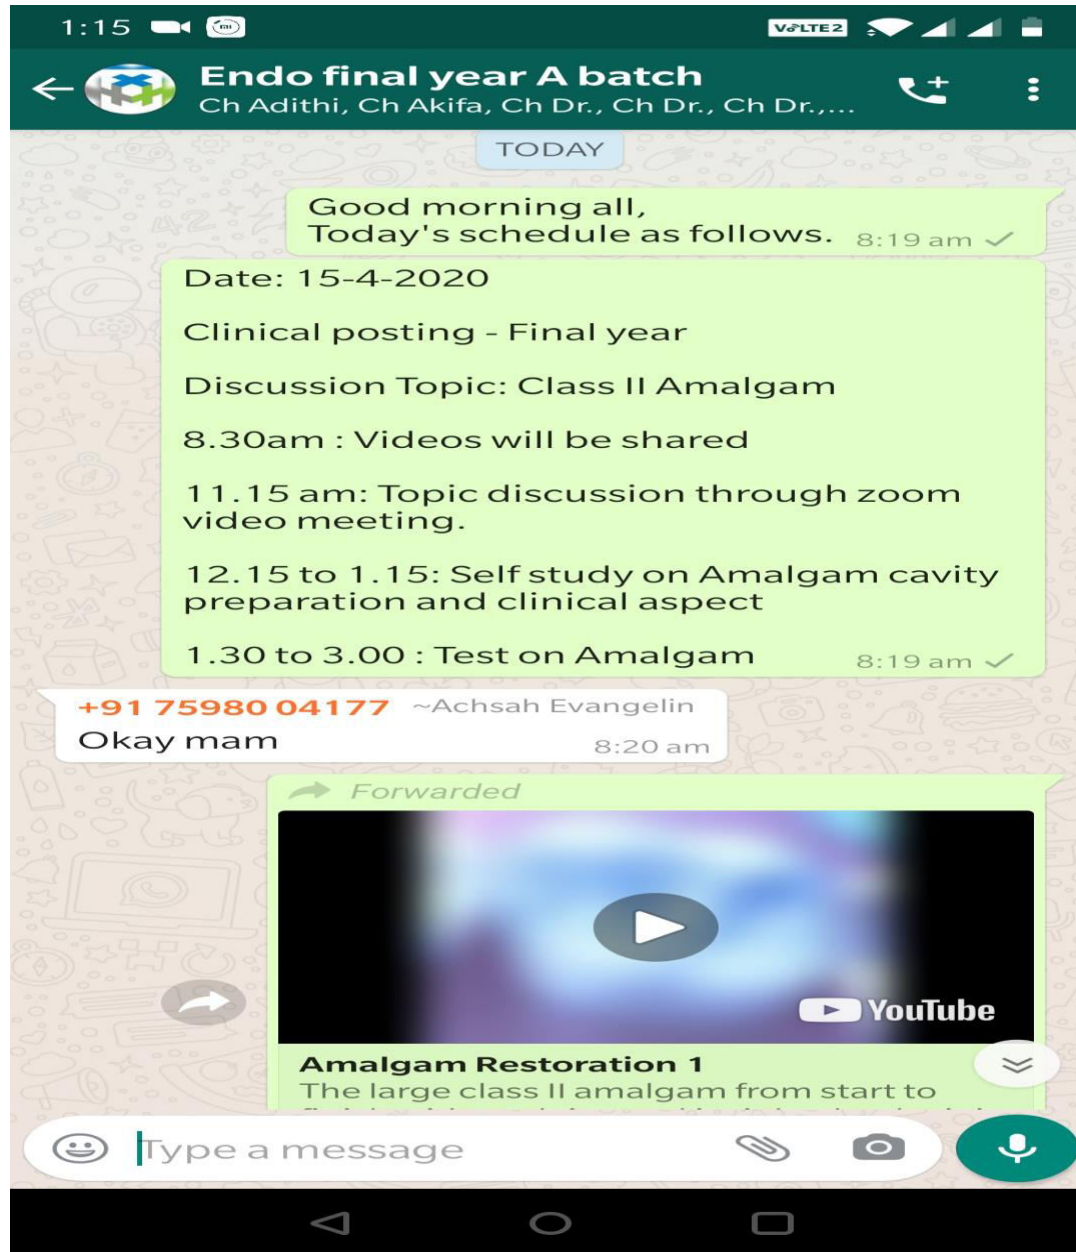 1:15
VoLTE2
Endo final year A batch
Ch Adithi, Ch Akifa, Ch Dr., Ch Dr., Ch Dr.,...
TODAY
Good morning all,
Today's schedule as follows. 8:19 am
Date: 15-4-2020
Clinical posting - Final year
Discussion Topic: Class II Amalgam
8.30am : Videos will be shared
11.15 am: Topic discussion through zoom
video meeting.
12.15 to 1.15: Self study on Amalgam cavity
preparation and clinical aspect
1.30 to 3.00 : Test on Amalgam 8:19 am
+91 75980 04177 ~Achsah Evangelin
Okay mam 8:20 am
Forwarded
YouTube
Amalgam Restoration 1
The large class II amalgam from start to
Type a message